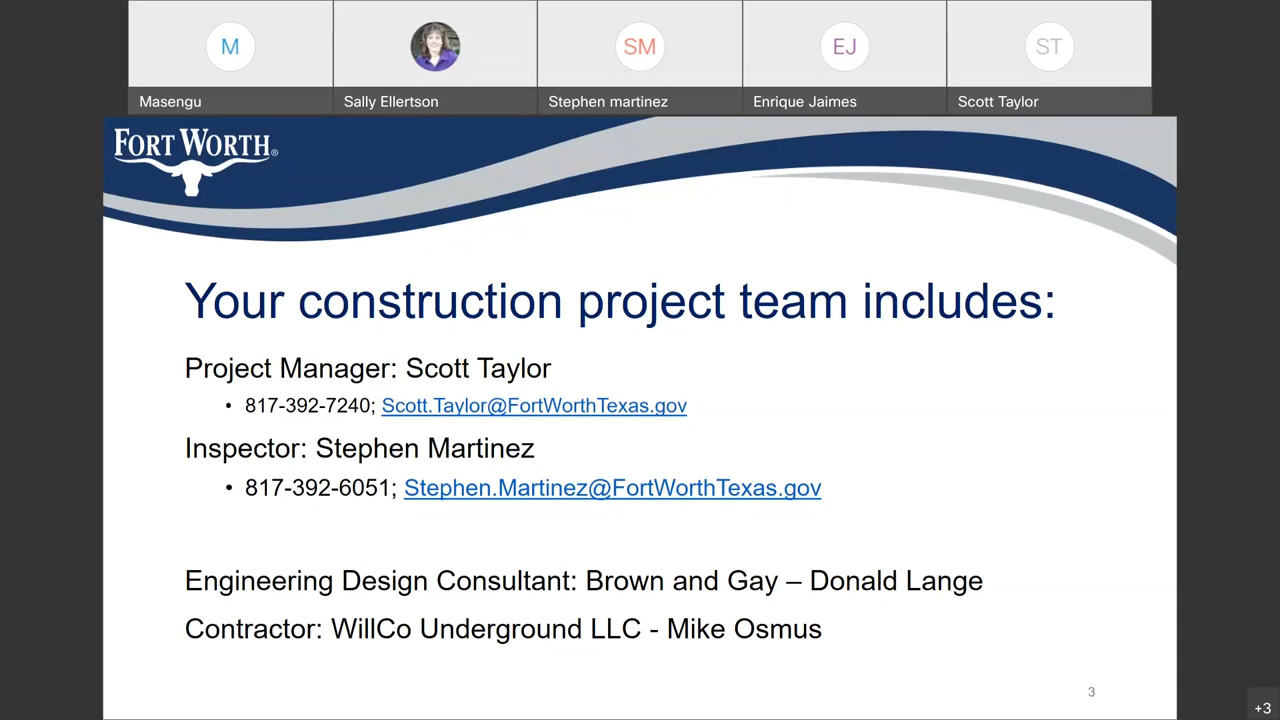 M
SM
EJ
ST
Masengu
Sally Ellertson
Stephen martinez
Enrique Jaimes
Scott Taylor
FORT WORTH®
Your construction project team includes:
Project Manager: Scott Taylor
• 817-392-7240; Scott.Taylor@FortWorthTexas.gov
Inspector: Stephen Martinez
• 817-392-6051; Stephen.Martinez@FortWorthTexas.gov
Engineering Design Consultant: Brown and Gay – Donald Lange
Contractor: WillCo Underground LLC - Mike Osmus
3
+3